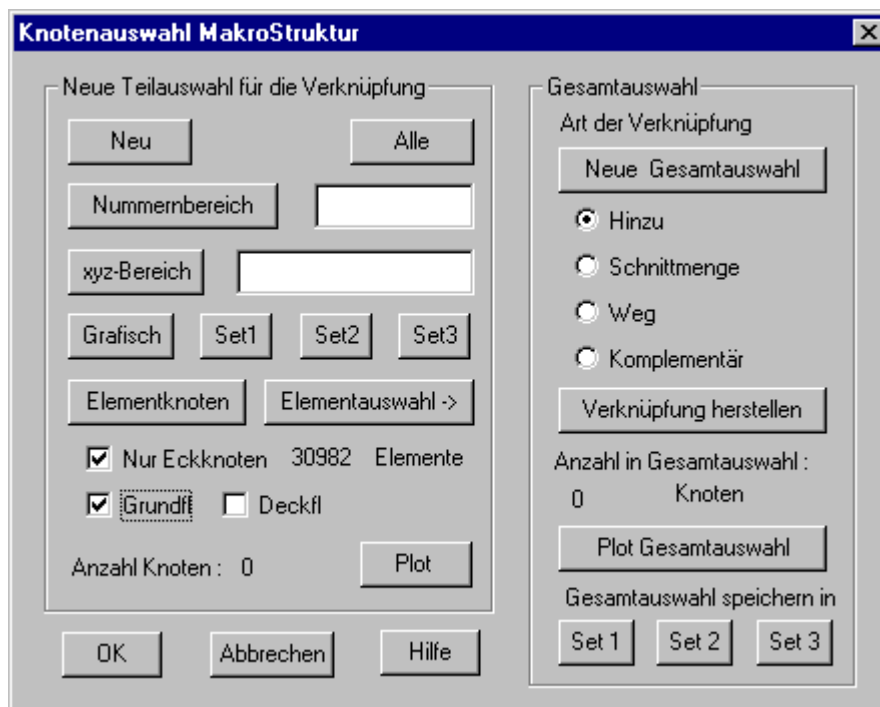 Knotenauswahl MakroStruktur
Neue Teilauswahl für die Verknüpfung
Neu Alle
Nummernbereich
xyz-Bereich
Grafisch Set1 Set2 Set3
Elementknoten Elementauswahl ->
Nur Eckknoten 30982 Elemente
Grundfl Deckfl
Anzahl Knoten : 0 Plot
OK Abbrechen Hilfe
Gesamtauswahl
Art der Verknüpfung
Neue Gesamtauswahl
Hinzu
Schnittmenge
Weg
Komplementär
Verknüpfung herstellen
Anzahl in Gesamtauswahl :
0 Knoten
Plot Gesamtauswahl
Gesamtauswahl speichern in
Set 1 Set 2 Set 3